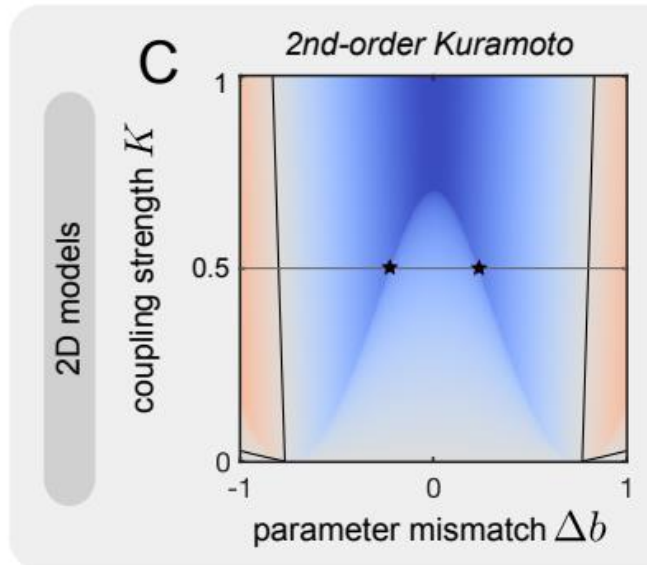 C
2nd-order Kuramoto
2D models
coupling strength K
1
0.5
0
-1
0
1
parameter mismatch Δb